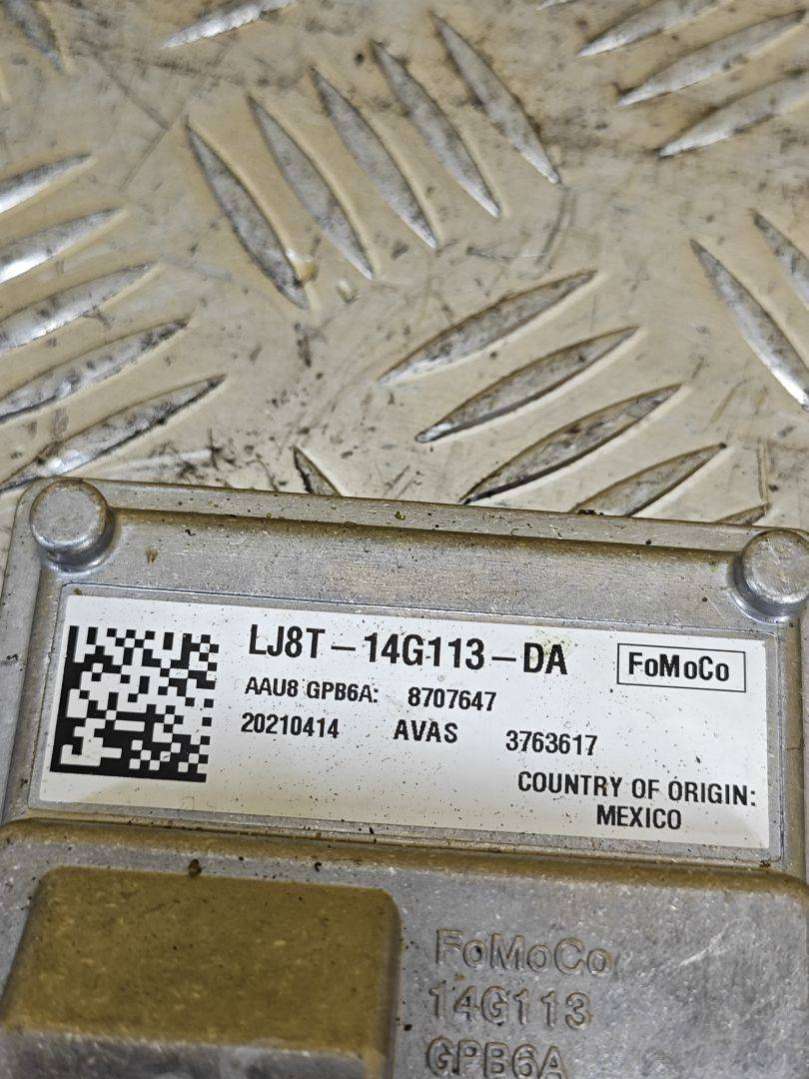 LJ8T-14G113-DA FoMoCo
AAU8 GPB6A: 8707647
20210414 AVAS 3763617
COUNTRY OF ORIGIN:
MEXICO
FoMoCo
14G113
GPB6A